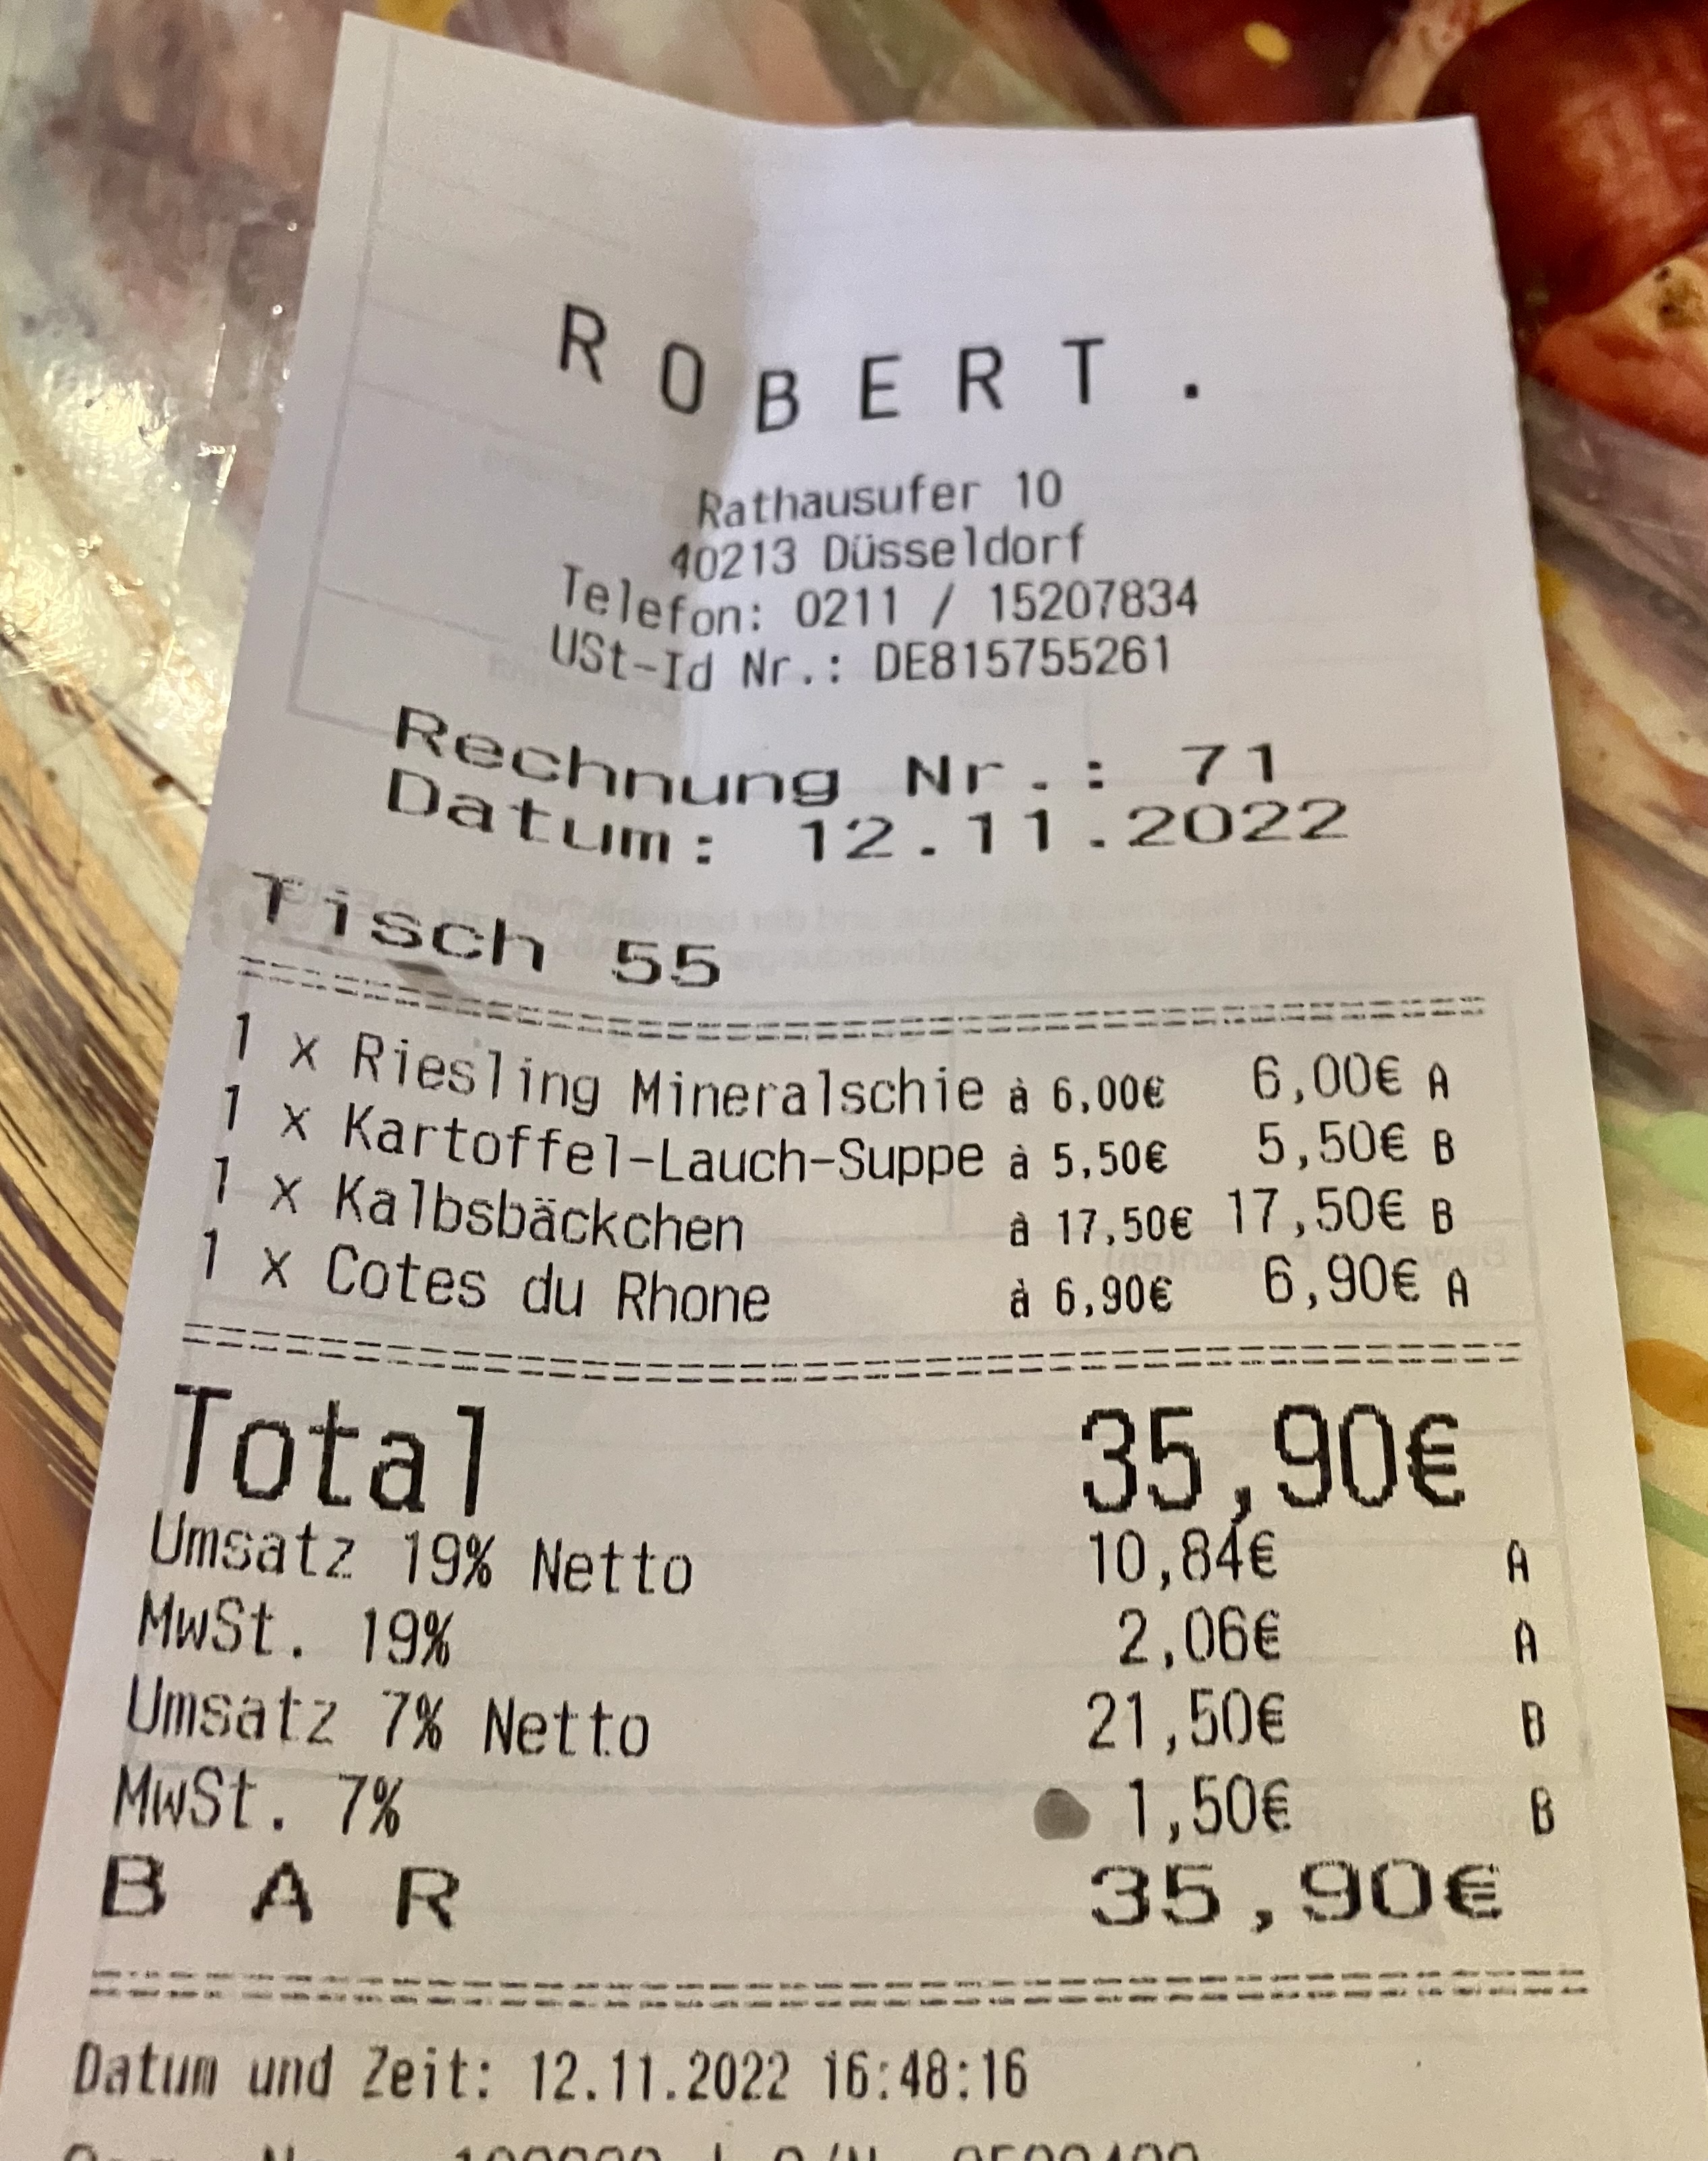 ROBERT.
Rathausufer 10
40213 Düsseldorf
Telefon: 0211 / 15207834
USt-Id Nr.: DE815755261
Rechnung Nr.: 71
Datum: 12.11.2022
Tisch 55
1 x Riesling Mineralschie à 6,00€ 6,00€ A
1 x Kartoffel-Lauch-Suppe à 5,50€ 5,50€ B
1 x Kalbsbäckchen à 17,50€ 17,50€ B
1 x Cotes du Rhone à 6,90€ 6,90€ A
Total 35,90€
Umsatz 19% Netto 10,84€ A
MwSt. 19% 2,06€ A
Umsatz 7% Netto 21,50€ B
MwSt. 7% 1,50€ B
BAR 35,90€
Datum und Zeit: 12.11.2022 16:48:16